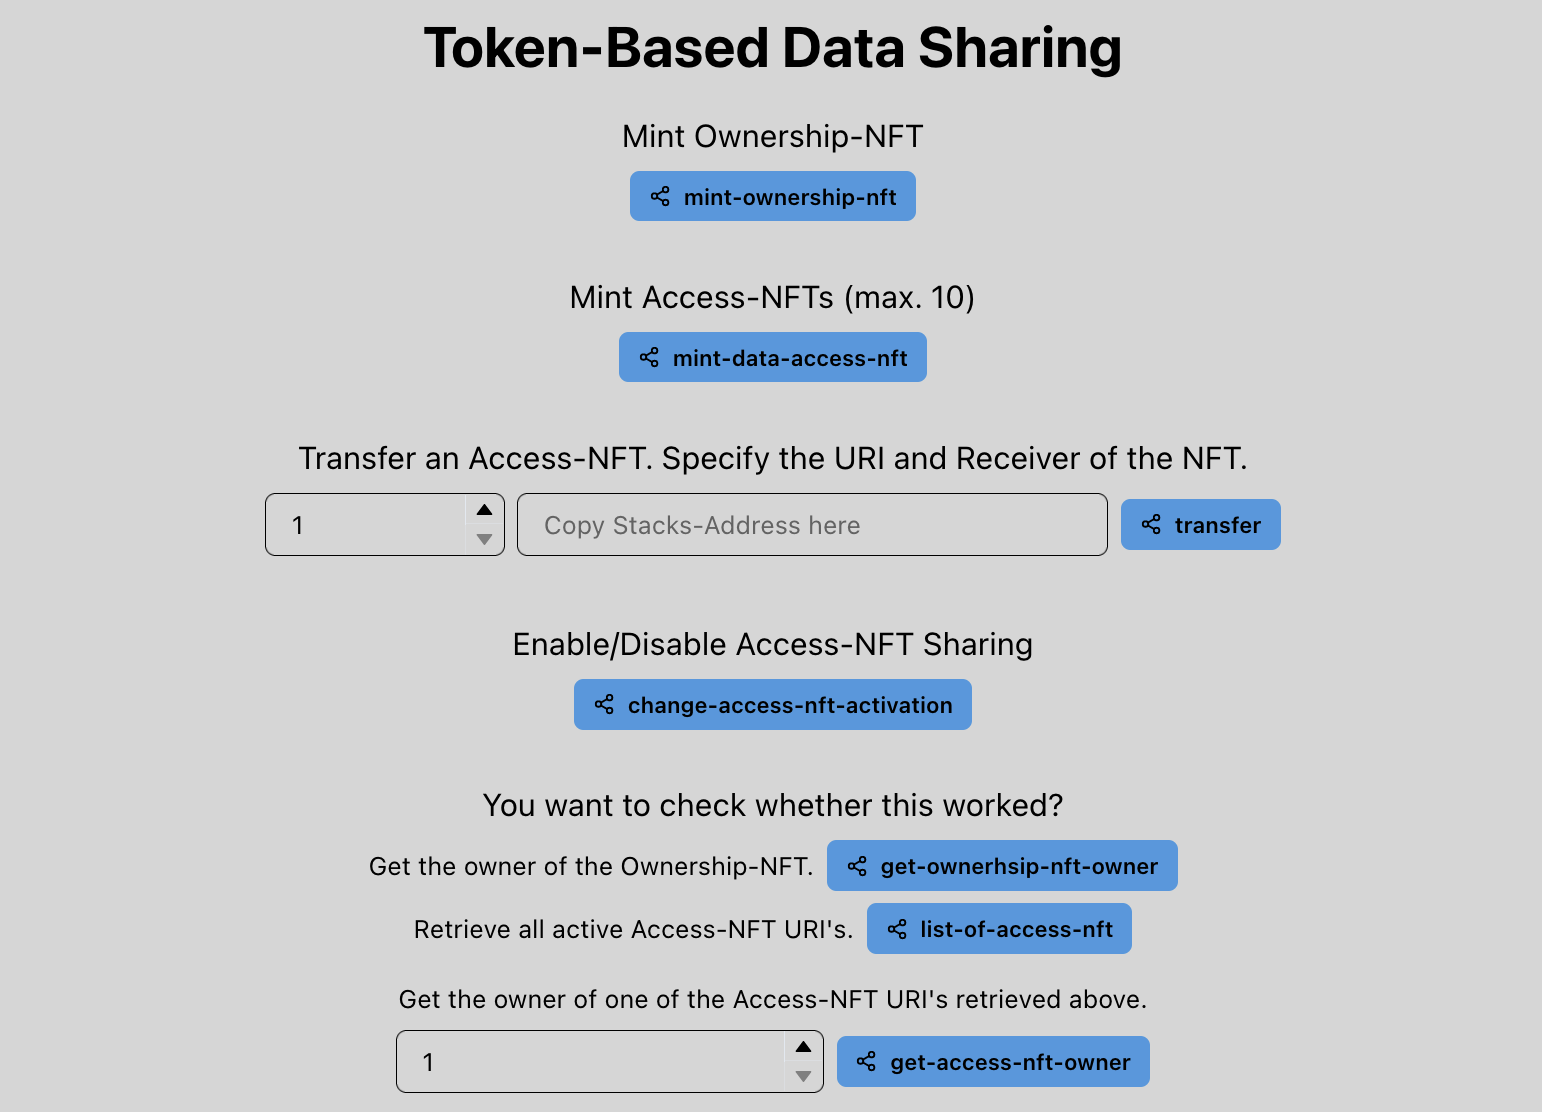 Token-Based Data Sharing
Mint Ownership-NFT
mint-ownership-nft
Mint Access-NFTs (max. 10)
mint-data-access-nft
Transfer an Access-NFT. Specify the URI and Receiver of the NFT.
1 Copy Stacks-Address here transfer
Enable/Disable Access-NFT Sharing
change-access-nft-activation
You want to check whether this worked?
Get the owner of the Ownership-NFT. get-ownerhsip-nft-owner
Retrieve all active Access-NFT URI's. list-of-access-nft
Get the owner of one of the Access-NFT URI's retrieved above.
1 get-access-nft-owner